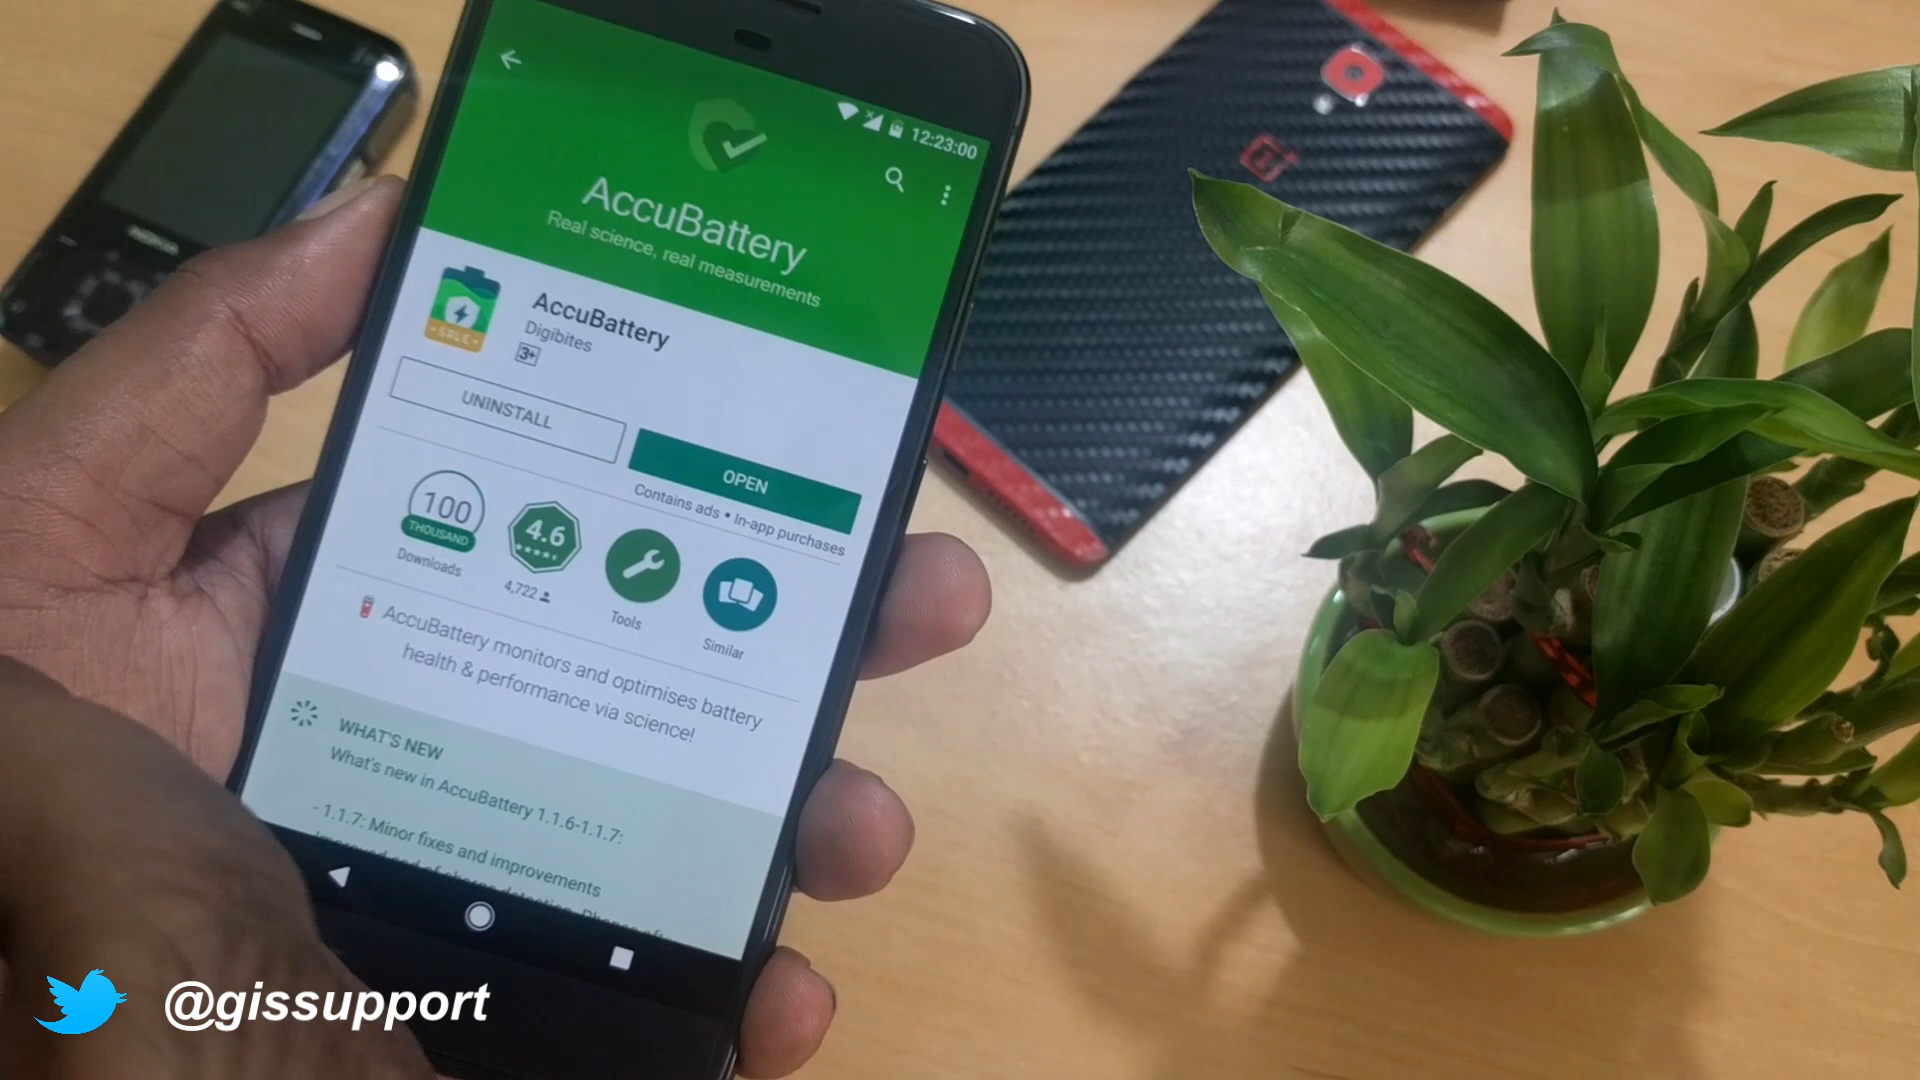 12:23:00
AccuBattery
Real science, real measurements
SALE
AccuBattery
Digibites
3+
UNINSTALL
OPEN
Contains ads • In-app purchases
100
THOUSAND
Downloads
4.6
4,722
Tools
Similar
AccuBattery monitors and optimises battery
health & performance via science!
WHAT'S NEW
What's new in AccuBattery 1.1.6-1.1.7:
- 1.1.7: Minor fixes and improvements
NOKIA
@gissupport